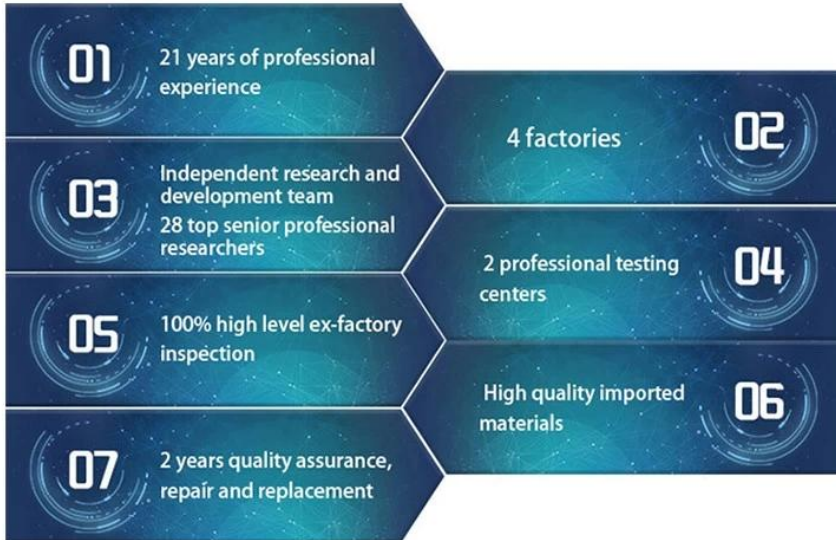 01
21 years of professional
experience
4 factories
02
03
Independent research and
development team
28 top senior professional
researchers
2 professional testing
centers
04
05
100% high level ex-factory
inspection
High quality imported
materials
06
07
2 years quality assurance,
repair and replacement